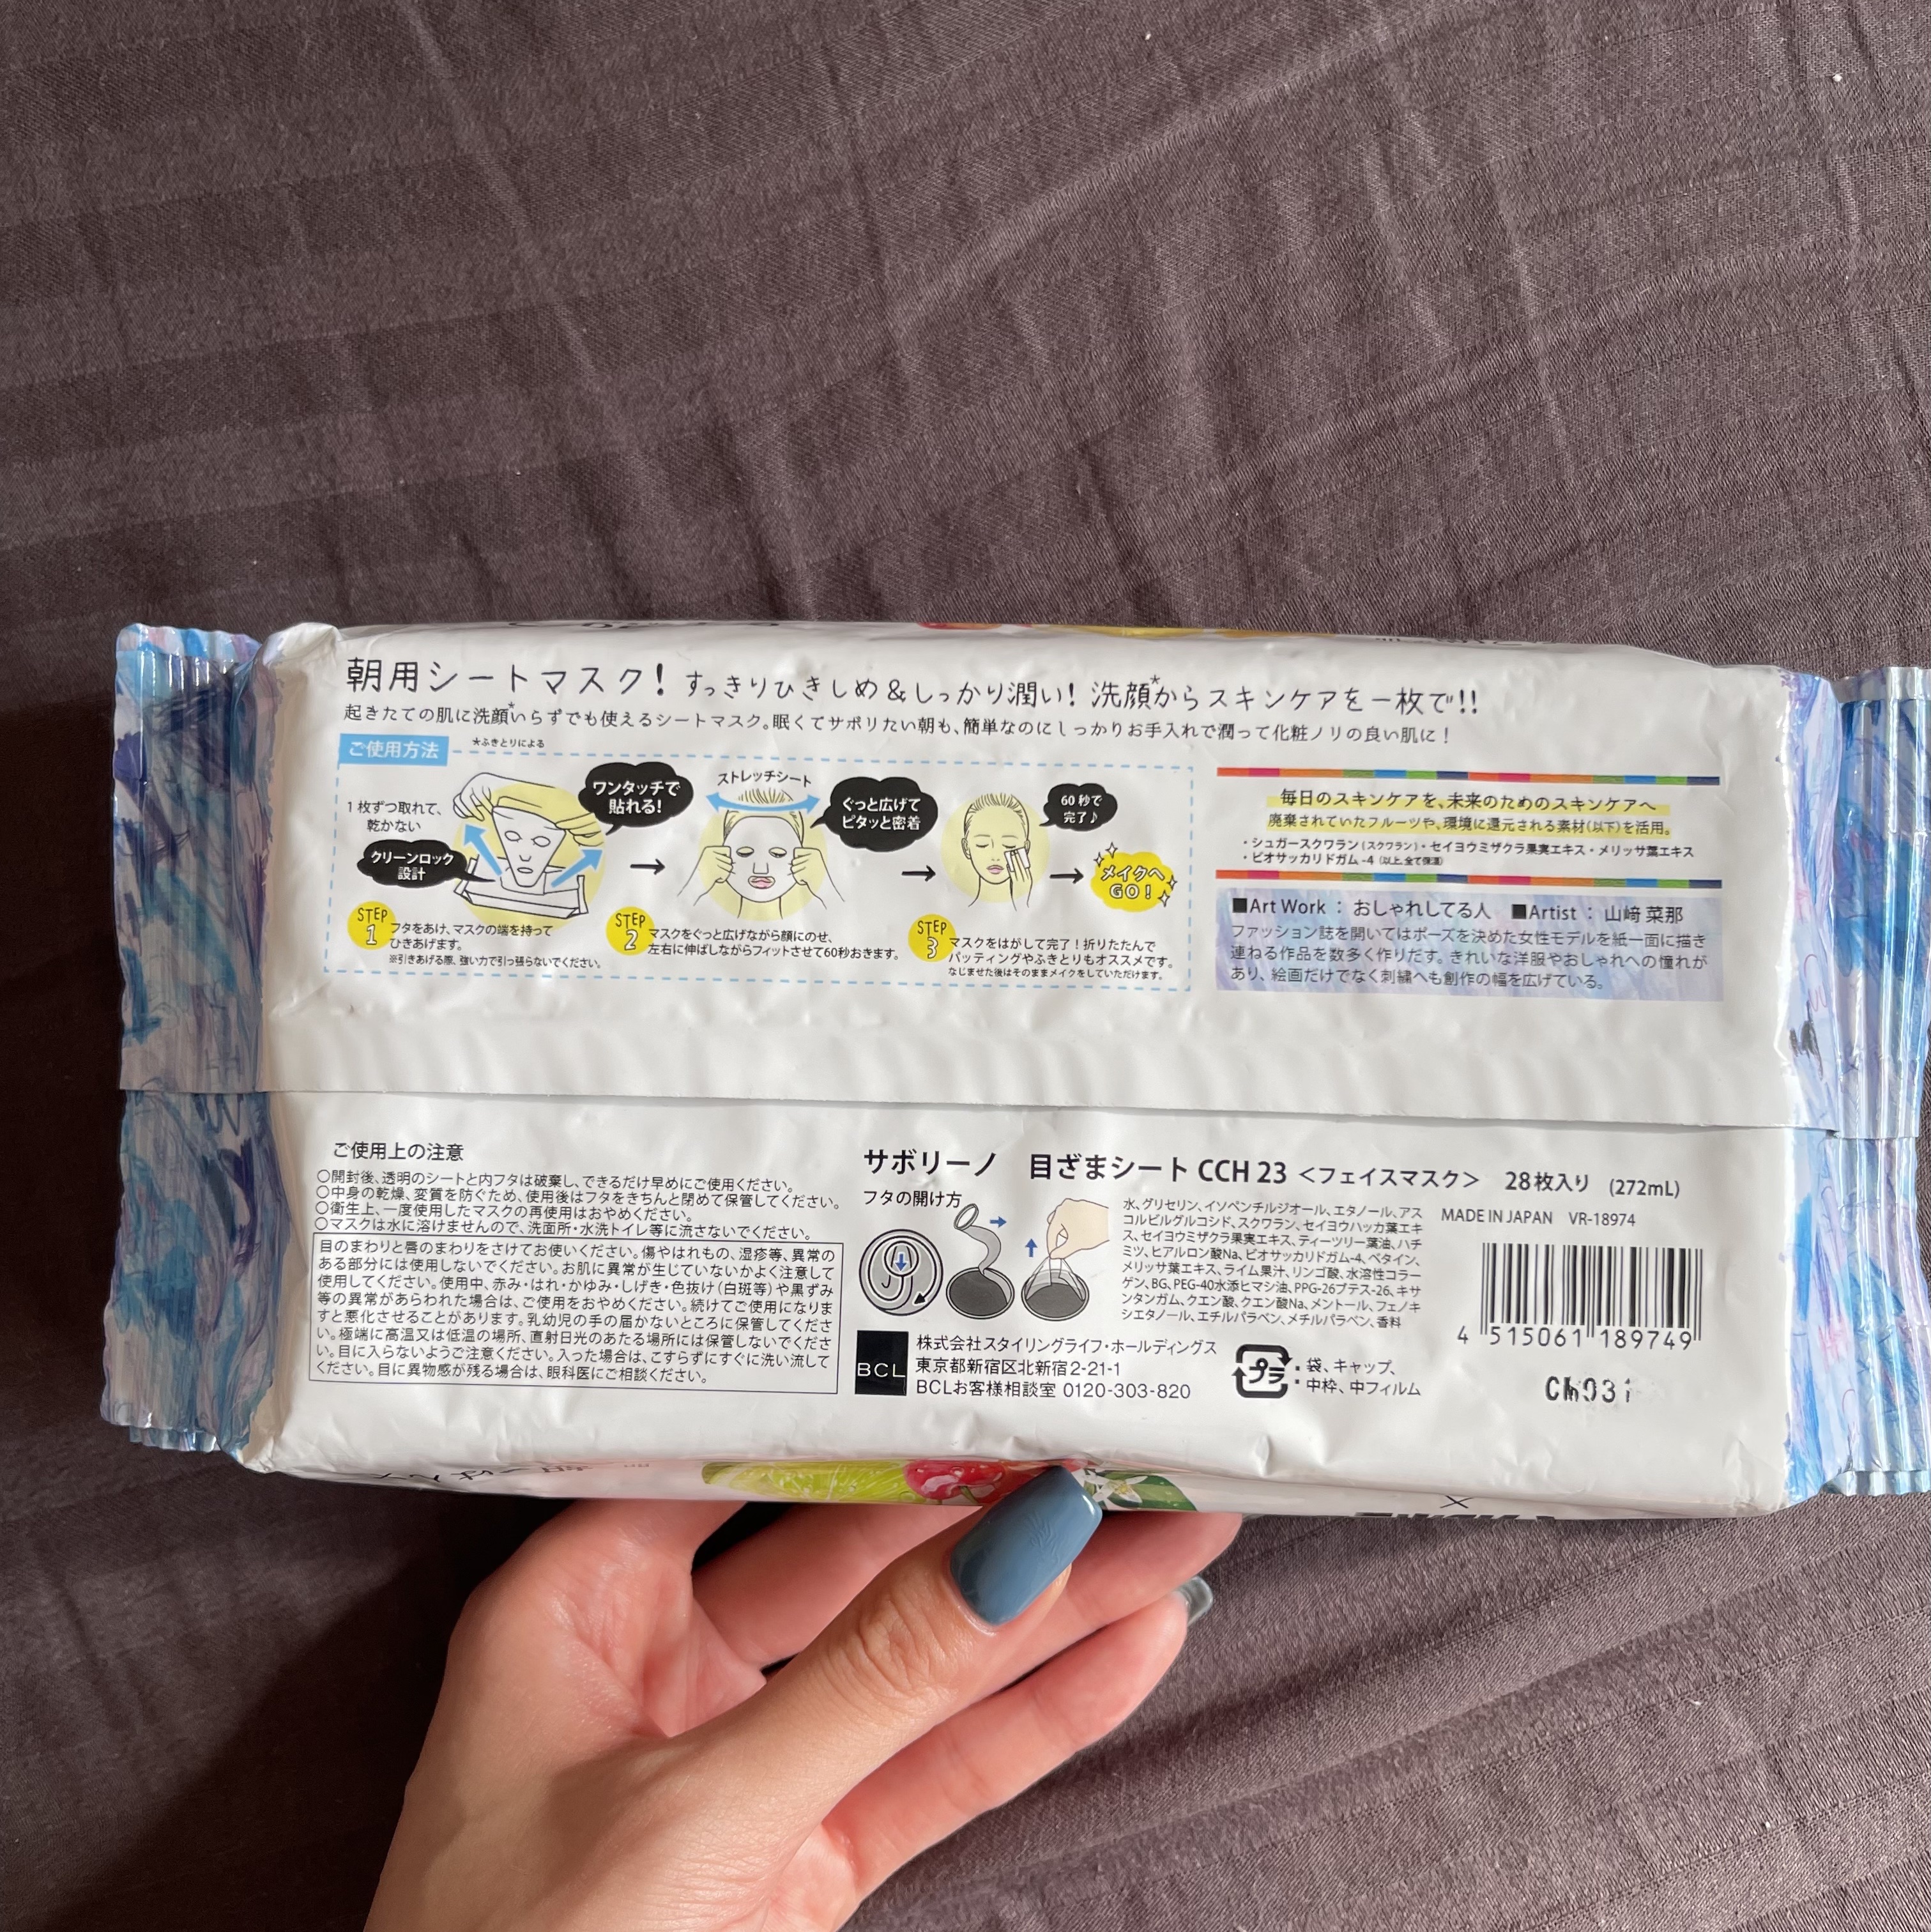 朝用シートマスク! すっきりひきしめ&しっかり潤い! 洗顔*からスキンケアを一枚で!!
起きたての肌に洗顔*いらずでも使えるシートマスク。眠くてサボりたい朝も、簡単なのにしっかりお手入れで潤って化粧ノリの良い肌に!
ご使用方法 *ふきとりによる
1枚ずつ取れて、
乾かない
クリーンロック
設計
ワンタッチで
貼れる!
STEP
1
フタをあけ、マスクの端を持って
ひきあげます。
※引きあげる際、強い力で引っ張らないでください。
ストレッチシート
ぐっと広げて
ピタッと密着
STEP
2
マスクをぐっと広げながら顔にのせ、
左右に伸ばしながらフィットさせて60秒おきます。
60秒で
完了♪
メイクへ
GO!
STEP
3
マスクをはがして完了!折りたたんで
パッティングやふきとりもオススメです。
なじませた後はそのままメイクをしていただけます。
毎日のスキンケアを、未来のためのスキンケアへ
廃棄されていたフルーツや、環境に還元される素材(以下)を活用。
・シュガースクワラン(スクワラン)・セイヨウミザクラ果実エキス・メリッサ葉エキス
・ビオサッカリドガム-4(以上、全て保湿)
■Art Work : おしゃれしてる人 ■Artist : 山﨑 菜那
ファッション誌を開いてはポーズを決めた女性モデルを紙一面に描き
連ねる作品を数多く作りだす。きれいな洋服やおしゃれへの憧れが
あり、絵画だけでなく刺繍へも創作の幅を広げている。
ご使用上の注意
○開封後、透明のシートと内フタは破棄し、できるだけ早めにご使用ください。
○中身の乾燥、変質を防ぐため、使用後はフタをきちんと閉めて保管してください。
○衛生上、一度使用したマスクの再使用はおやめください。
○マスクは水に溶けませんので、洗面所・水洗トイレ等に流さないでください。
目のまわりと唇のまわりをさけてお使いください。傷やはれもの、湿疹等、異常の
ある部分には使用しないでください。お肌に異常が生じていないかよく注意して
使用してください。使用中、赤み・はれ・かゆみ・しげき・色抜け(白斑等)や黒ずみ
等の異常があらわれた場合は、ご使用をおやめください。続けてご使用になりま
すと悪化させることがあります。乳幼児の手の届かないところに保管してくださ
い。極端に高温又は低温の場所、直射日光のあたる場所には保管しないでくださ
い。目に入らないようご注意ください。入った場合は、こすらずにすぐに洗い流して
ください。目に異物感が残る場合は、眼科医にご相談ください。
サボリーノ 目ざまシート CCH 23 <フェイスマスク> 28枚入り (272mL)
フタの開け方
水、グリセリン、イソペンチルジオール、エタノール、アス
コルビルグルコシド、スクワラン、セイヨウハッカ葉エキ
ス、セイヨウミザクラ果実エキス、ティーツリー葉油、ハチ
ミツ、ヒアルロン酸Na、ビオサッカリドガム-4、ベタイン、
メリッサ葉エキス、ライム果汁、リンゴ酸、水溶性コラー
ゲン、BG、PEG-40水添ヒマシ油、PPG-26ブテス-26、キサ
ンタンガム、クエン酸、クエン酸Na、メントール、フェノキ
シエタノール、エチルパラベン、メチルパラベン、香料
MADE IN JAPAN VR-18974
4 515061 189749
BCL
株式会社スタイリングライフ・ホールディングス
東京都新宿区北新宿2-21-1
BCLお客様相談室 0120-303-820
プラ
:袋、キャップ、
:中枠、中フィルム